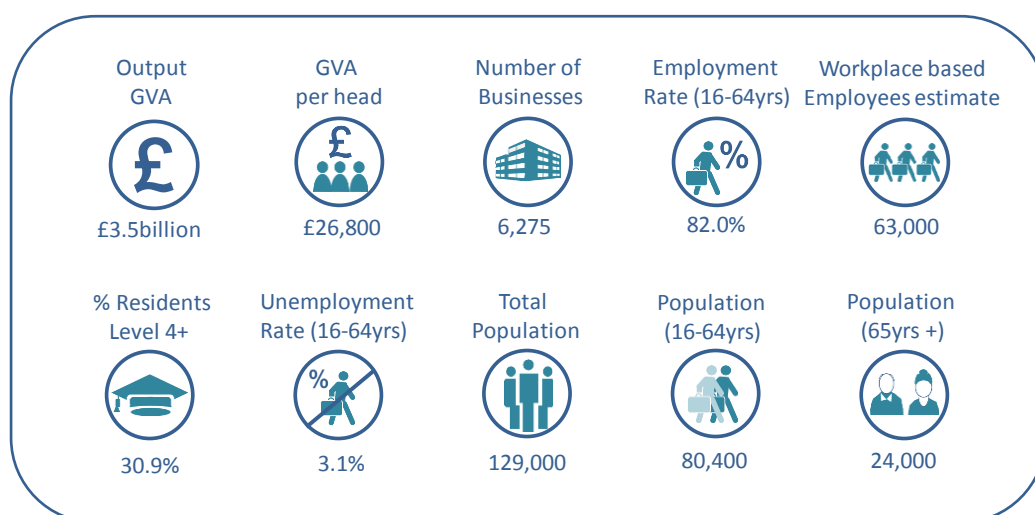 Output
GVA
£
£3.5billion
GVA
per head
£
£26,800
Number of
Businesses
6,275
Employment
Rate (16-64yrs)
%
82.0%
Workplace based
Employees estimate
63,000
% Residents
Level 4+
30.9%
Unemployment
Rate (16-64yrs)
%
3.1%
Total
Population
129,000
Population
(16-64yrs)
80,400
Population
(65yrs +)
24,000